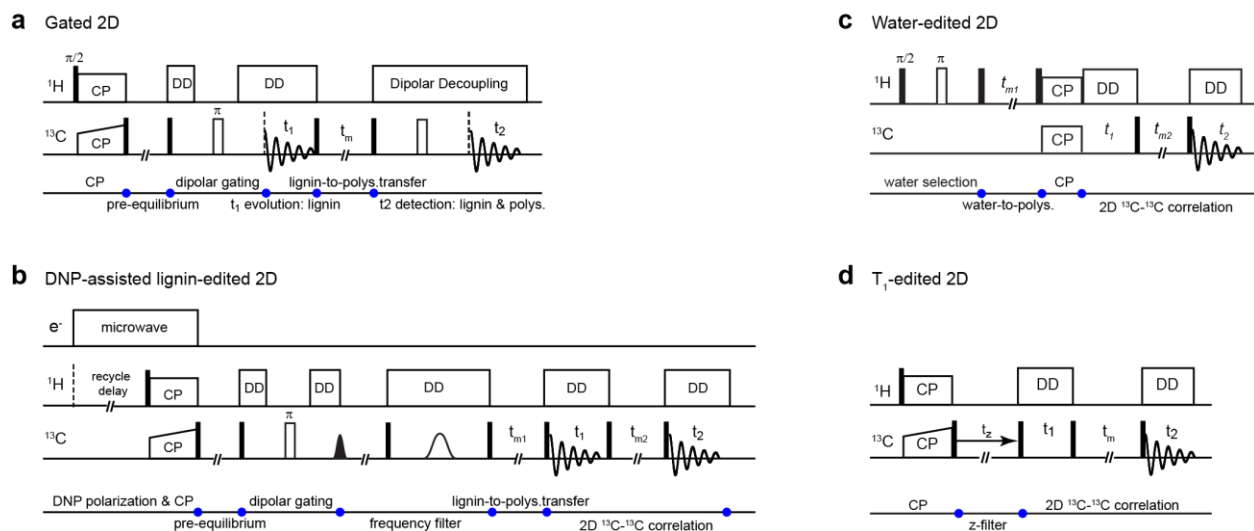 a Gated 2D
π/2
¹H CP DD DD Dipolar Decoupling
π
¹³C CP t₁ tₘ t₂
CP dipolar gating lignin-to-polys.transfer
pre-equilibrium t₁ evolution: lignin t2 detection: lignin & polys.
c Water-edited 2D
π/2 π
¹H tₘ₁ CP DD DD
¹³C CP t₁ tₘ₂ t₂
water selection CP
water-to-polys. 2D ¹³C-¹³C correlation
b DNP-assisted lignin-edited 2D
e⁻ microwave
¹H recycle delay CP DD DD DD DD DD
π
¹³C CP tₘ₁ t₁ tₘ₂ t₂
DNP polarization & CP dipolar gating lignin-to-polys.transfer
pre-equilibrium frequency filter 2D ¹³C-¹³C correlation
d T₁-edited 2D
¹H CP DD DD
¹³C CP t_z t₁ tₘ t₂
CP 2D ¹³C-¹³C correlation
z-filter